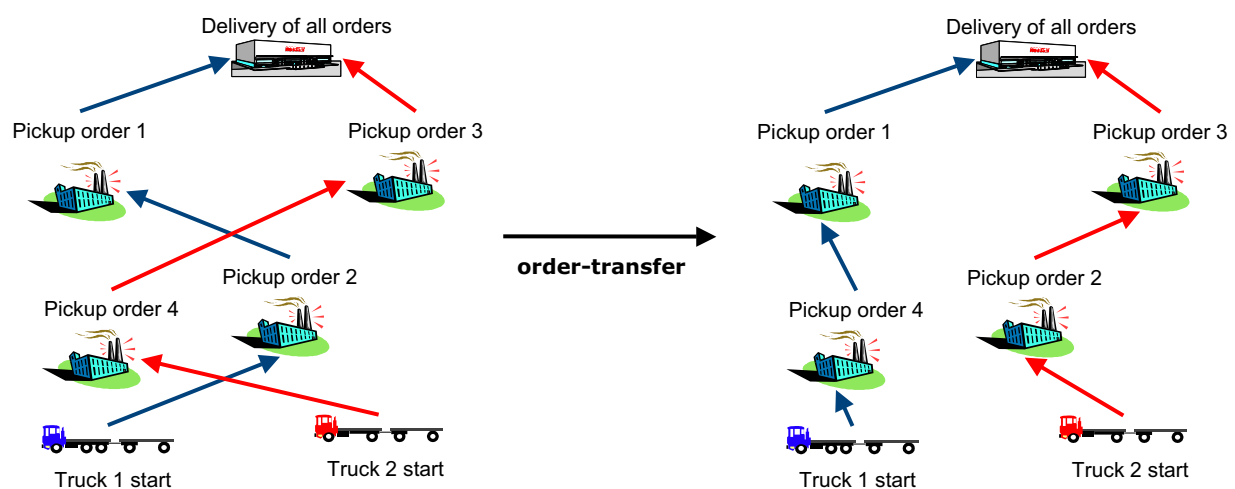 Delivery of all orders
Pickup order 1
Pickup order 3
Pickup order 2
Pickup order 4
Truck 1 start
Truck 2 start
order-transfer
Delivery of all orders
Pickup order 1
Pickup order 3
Pickup order 2
Pickup order 4
Truck 1 start
Truck 2 start